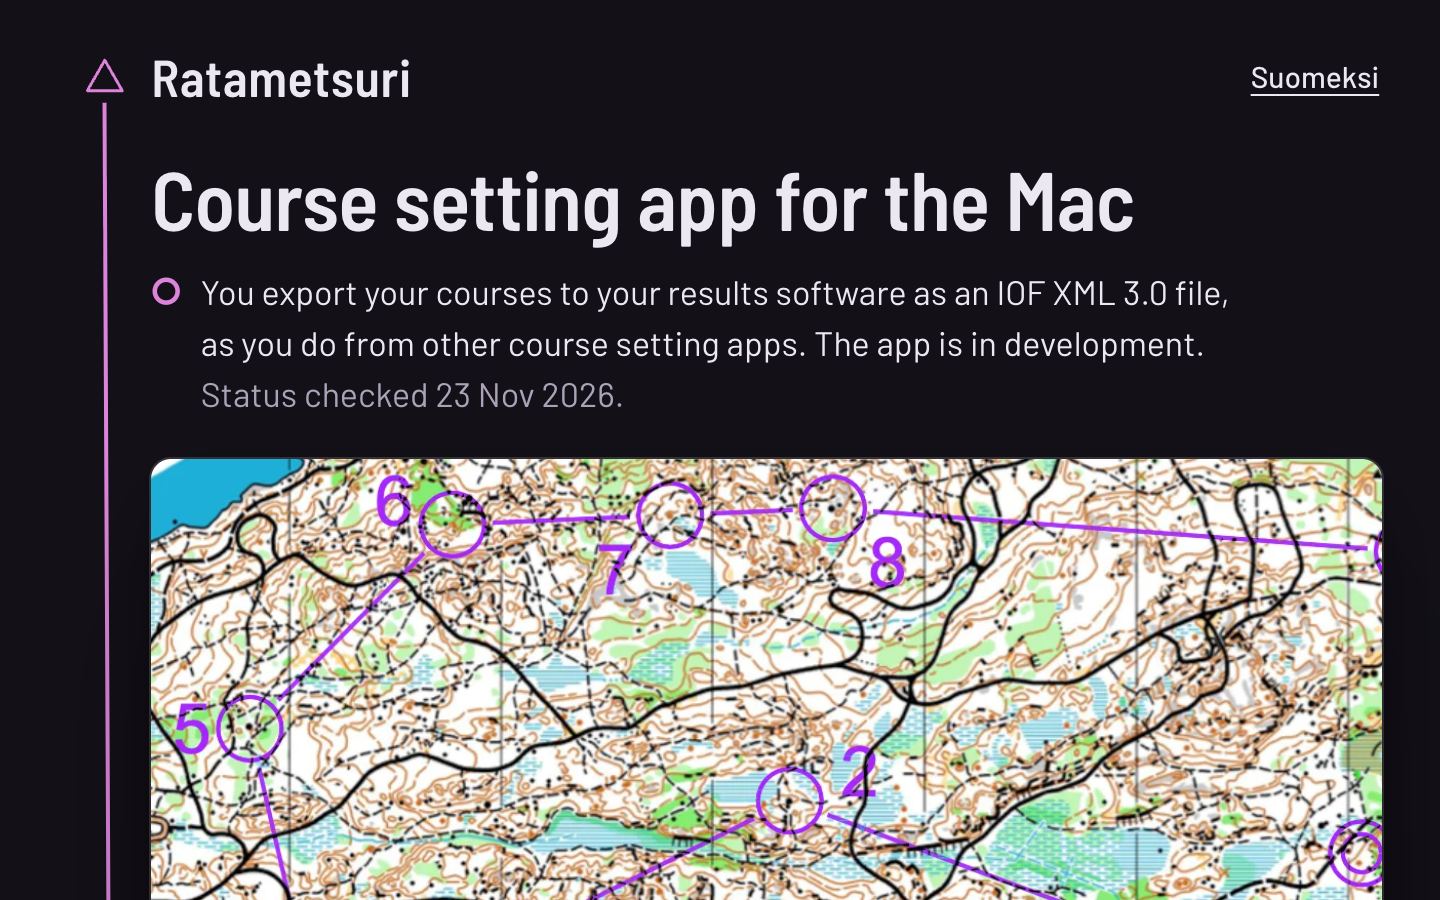 Ratametsuri
Suomeksi
Course setting app for the Mac
You export your courses to your results software as an IOF XML 3.0 file,
as you do from other course setting apps. The app is in development.
Status checked 23 Nov 2026.
6
7
8
5
2